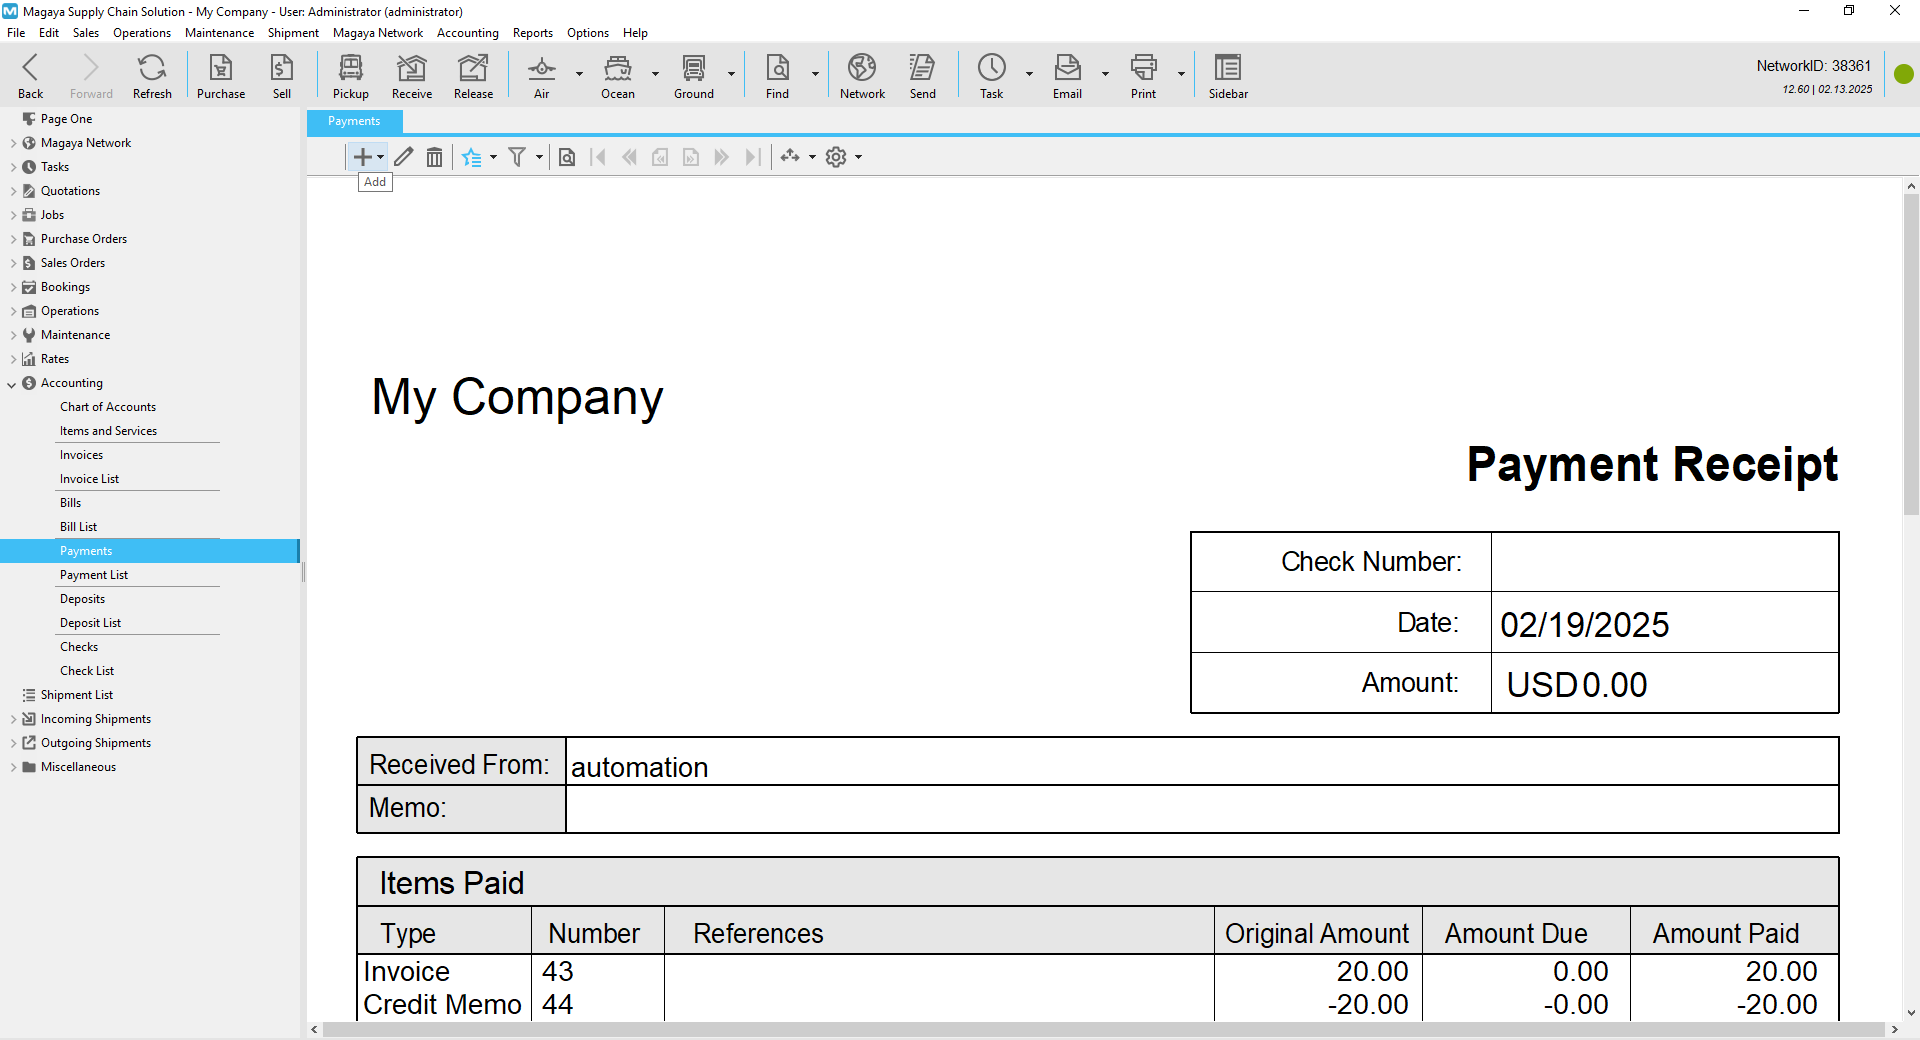 Magaya Supply Chain Solution - My Company - User: Administrator (administrator)
File Edit Sales Operations Maintenance Shipment Magaya Network Accounting Reports Options Help
Back Forward Refresh Purchase Sell Pickup Receive Release Air Ocean Ground Find Network Send Task Email Print Sidebar
NetworkID: 38361
12.60 | 02.13.2025
Page One
Magaya Network
Tasks
Quotations
Jobs
Purchase Orders
Sales Orders
Bookings
Operations
Maintenance
Rates
Accounting
Chart of Accounts
Items and Services
Invoices
Invoice List
Bills
Bill List
Payments
Payment List
Deposits
Deposit List
Checks
Check List
Shipment List
Incoming Shipments
Outgoing Shipments
Miscellaneous
Payments
Add
My Company
Payment Receipt
Check Number:
Date: 02/19/2025
Amount: USD 0.00
Received From: automation
Memo:
Items Paid
Type Number References Original Amount Amount Due Amount Paid
Invoice 43 20.00 0.00 20.00
Credit Memo 44 -20.00 -0.00 -20.00